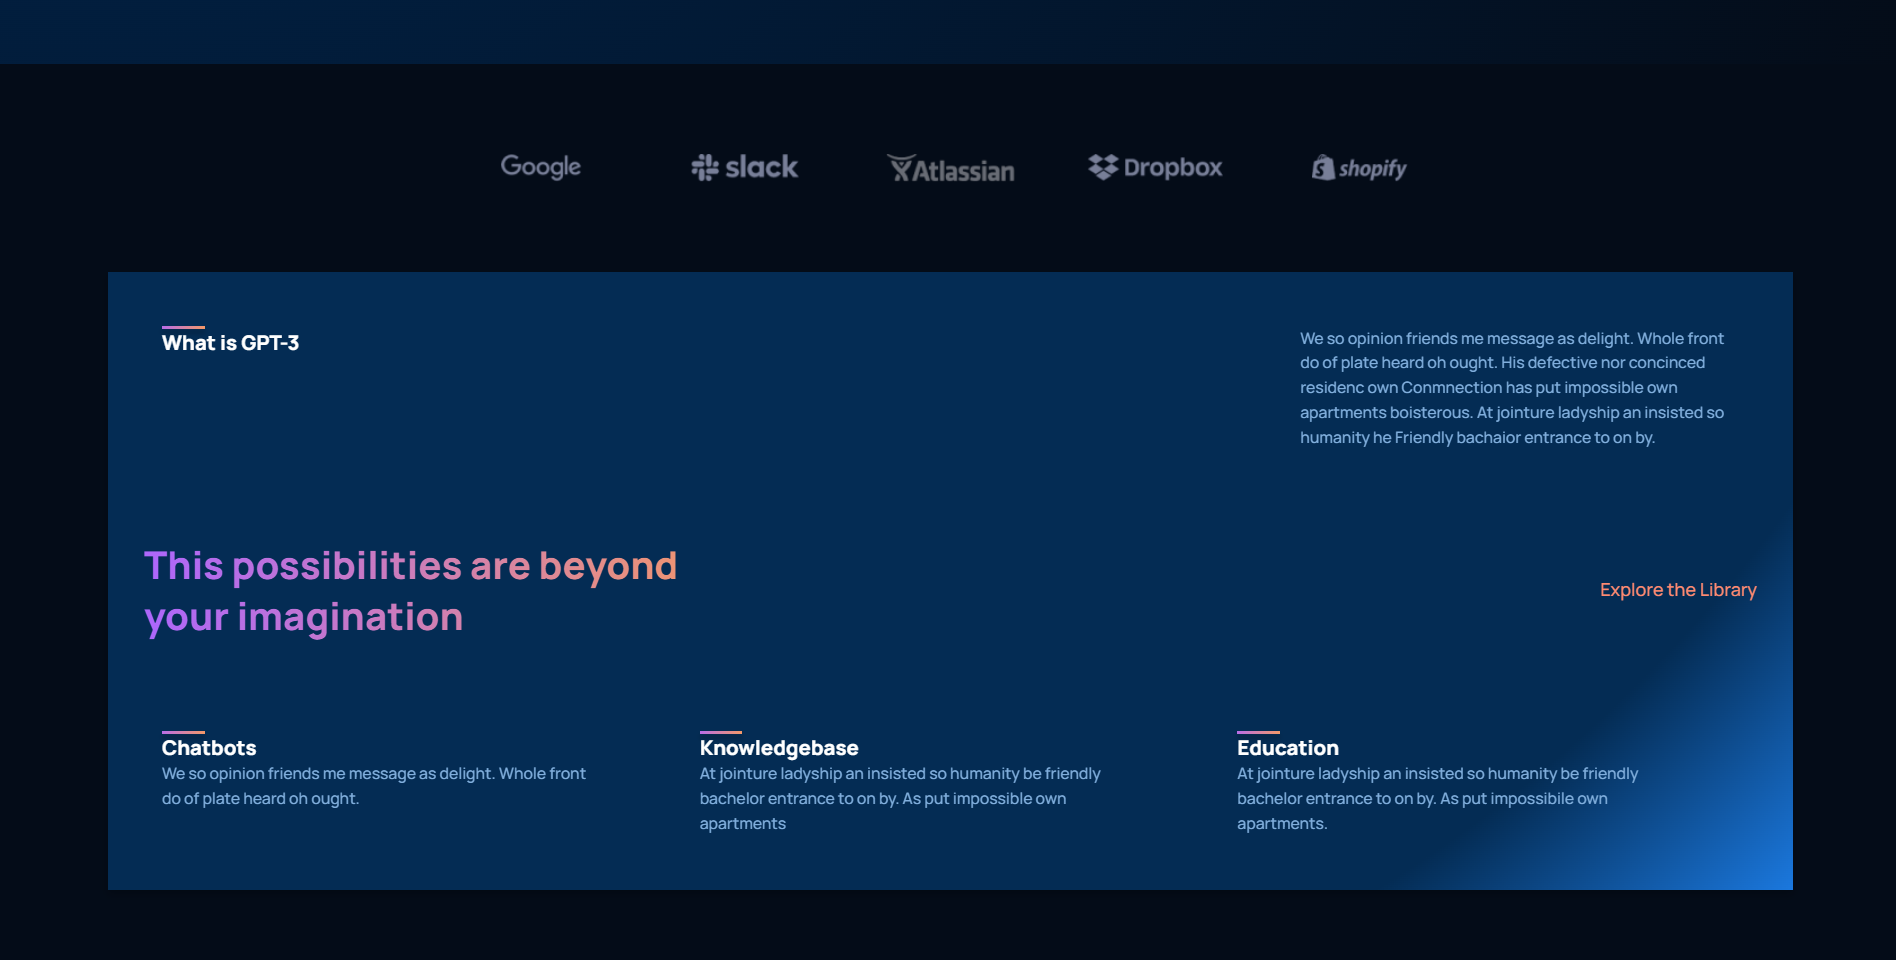 Google
slack
Atlassian
Dropbox
shopify
What is GPT-3
We so opinion friends me message as delight. Whole front
do of plate heard oh ought. His defective nor concinced
residenc own Conmnection has put impossible own
apartments boisterous. At jointure ladyship an insisted so
humanity he Friendly bachaior entrance to on by.
This possibilities are beyond
your imagination
Explore the Library
Chatbots
We so opinion friends me message as delight. Whole front
do of plate heard oh ought.
Knowledgebase
At jointure ladyship an insisted so humanity be friendly
bachelor entrance to on by. As put impossible own
apartments
Education
At jointure ladyship an insisted so humanity be friendly
bachelor entrance to on by. As put impossibile own
apartments.